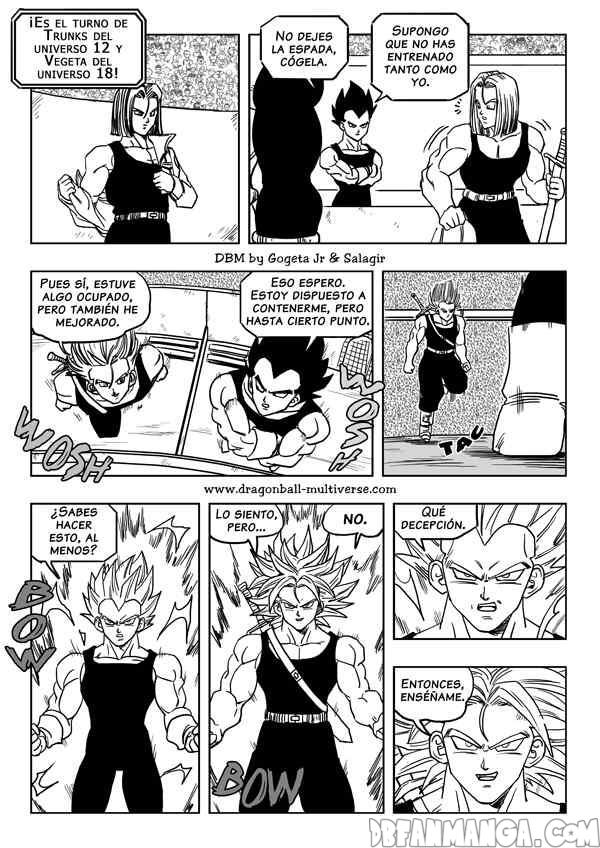 ¡Es el turno de
Trunks del
universo 12 y
Vegeta del
universo 18!
No dejes
la espada,
cógela.
Supongo
que no has
entrenado
tanto como
yo.
DBM by Gogeta Jr & Salagir
Pues sí, estuve
algo ocupado,
pero también he
mejorado.
Eso espero.
Estoy dispuesto a
contenerme, pero
hasta cierto punto.
WOSH
WOSH
TAU
www.dragonball-multiverse.com
¿Sabes
hacer
esto, al
menos?
BOW
Lo siento,
pero...
No.
BOW
Qué
decepción.
Entonces,
enséñame.
DBFANMANGA.COM